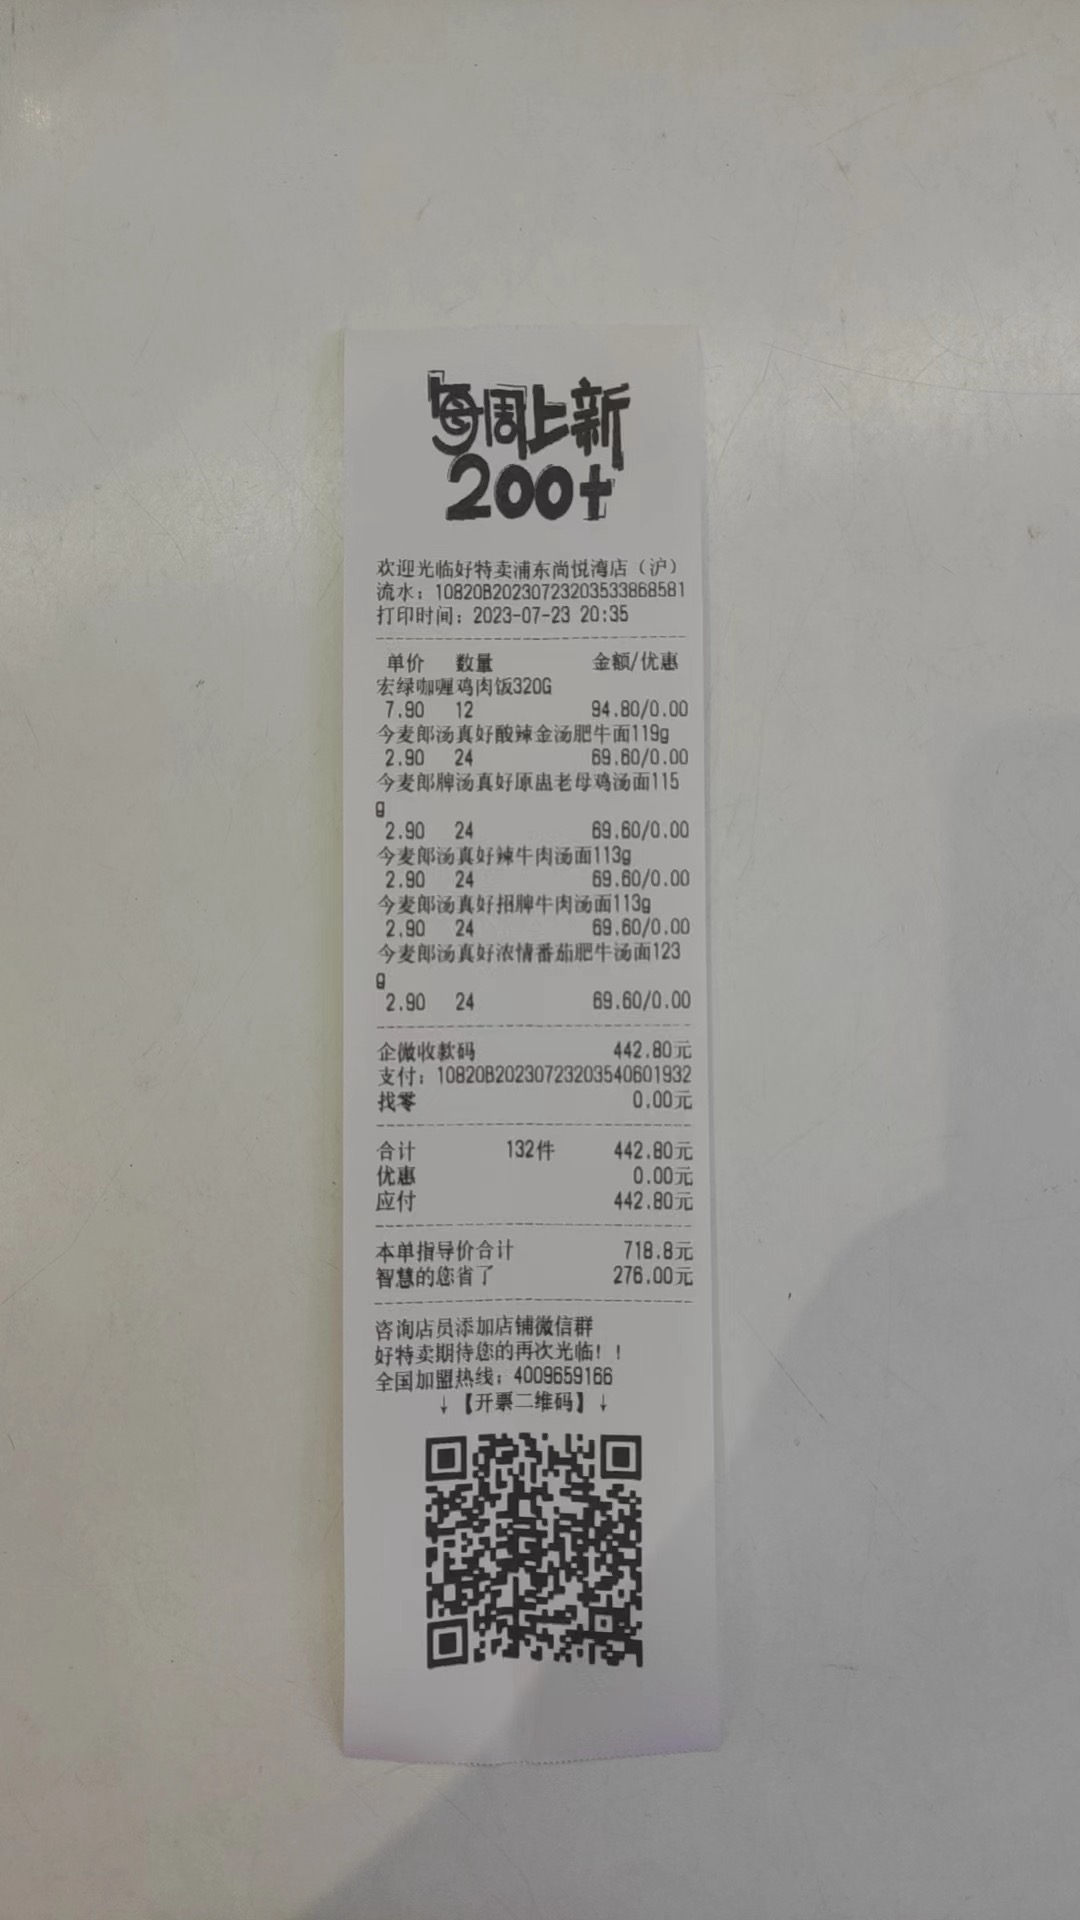 「每周上新
200+」
欢迎光临好特卖浦东尚悦湾店（沪）
流水：10820B20230723203533868581
打印时间：2023-07-23 20:35
单价 数量 金额/优惠
宏绿咖喱鸡肉饭320G
7.90 12 94.80/0.00
今麦郎汤真好酸辣金汤肥牛面119g
2.90 24 69.60/0.00
今麦郎牌汤真好原盅老母鸡汤面115
g
2.90 24 69.60/0.00
今麦郎汤真好辣牛肉汤面113g
2.90 24 69.60/0.00
今麦郎汤真好招牌牛肉汤面113g
2.90 24 69.60/0.00
今麦郎汤真好浓情番茄肥牛汤面123
g
2.90 24 69.60/0.00
企微收款码 442.80元
支付：10820B20230723203540601932
找零 0.00元
合计 132件 442.80元
优惠 0.00元
应付 442.80元
本单指导价合计 718.8元
智慧的您省了 276.00元
咨询店员添加店铺微信群
好特卖期待您的再次光临！！
全国加盟热线：4009659166
↓【开票二维码】↓